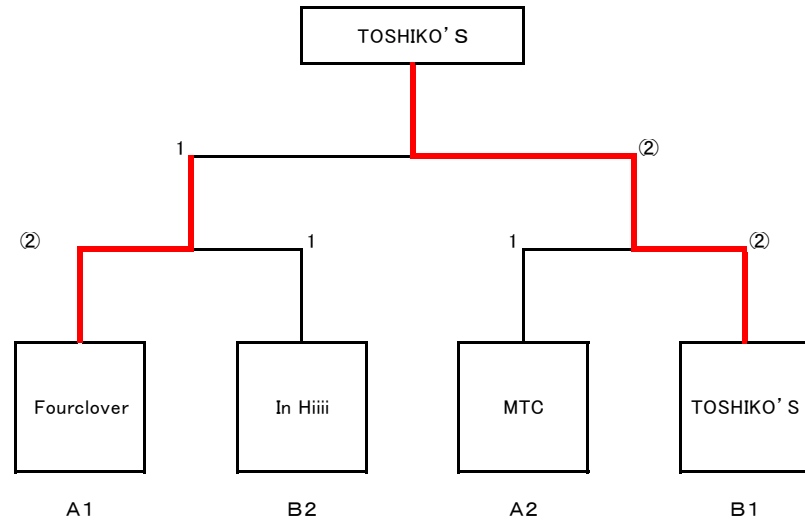 TOSHIKO’S
1 ②
② 1 1 ②
Fourclover In Hiiii MTC TOSHIKO’S
A1 B2 A2 B1